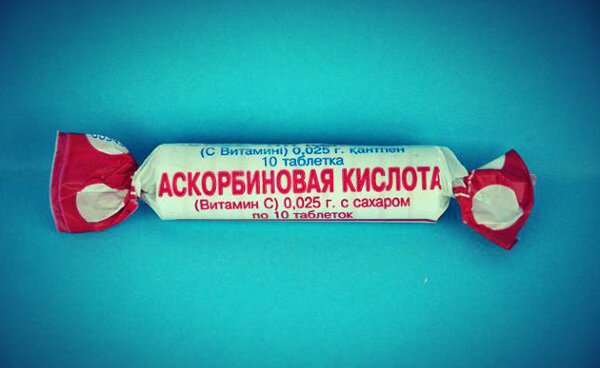 (С Витамині) 0,025 г. қантпен
10 таблетка
АСКОРБИНОВАЯ КИСЛОТА
(Витамин С) 0,025 г. с сахаром
по 10 таблеток